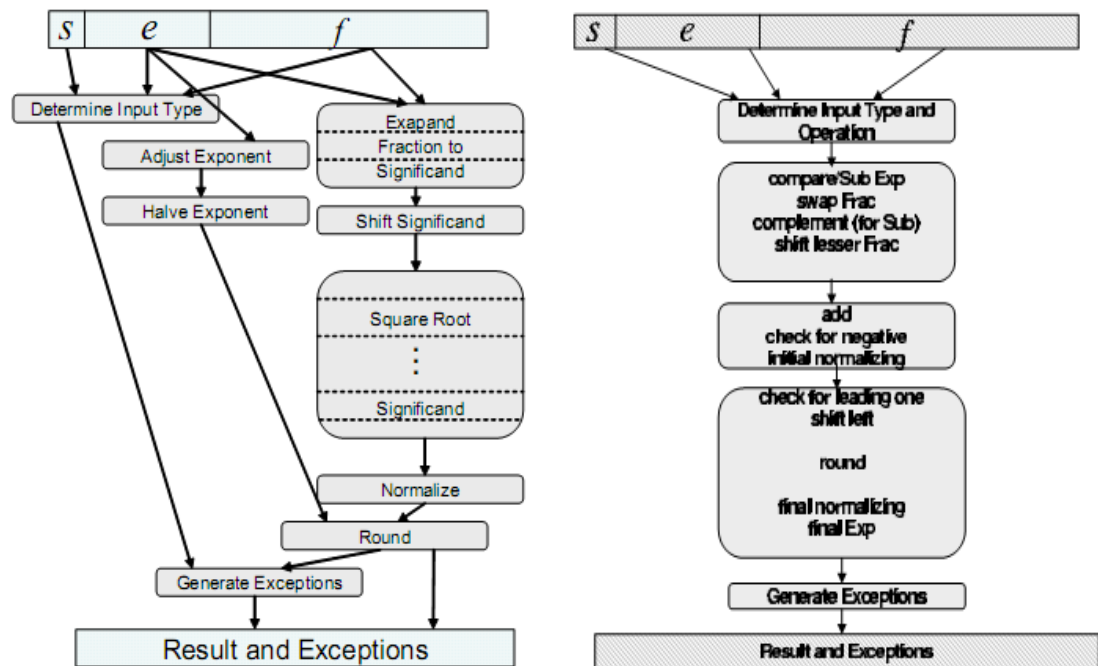 s e f
Determine Input Type
Exapand
Fraction to
Significand
Adjust Exponent
Halve Exponent
Shift Significand
Square Root
Significand
Normalize
Round
Generate Exceptions
Result and Exceptions
s e f
Determine Input Type and
Operation
compare/Sub Exp
swap Frac
complement (for Sub)
shift lesser Frac
add
check for negative
initial normalizing
check for leading one
shift left
round
final normalizing
final Exp
Generate Exceptions
Result and Exceptions